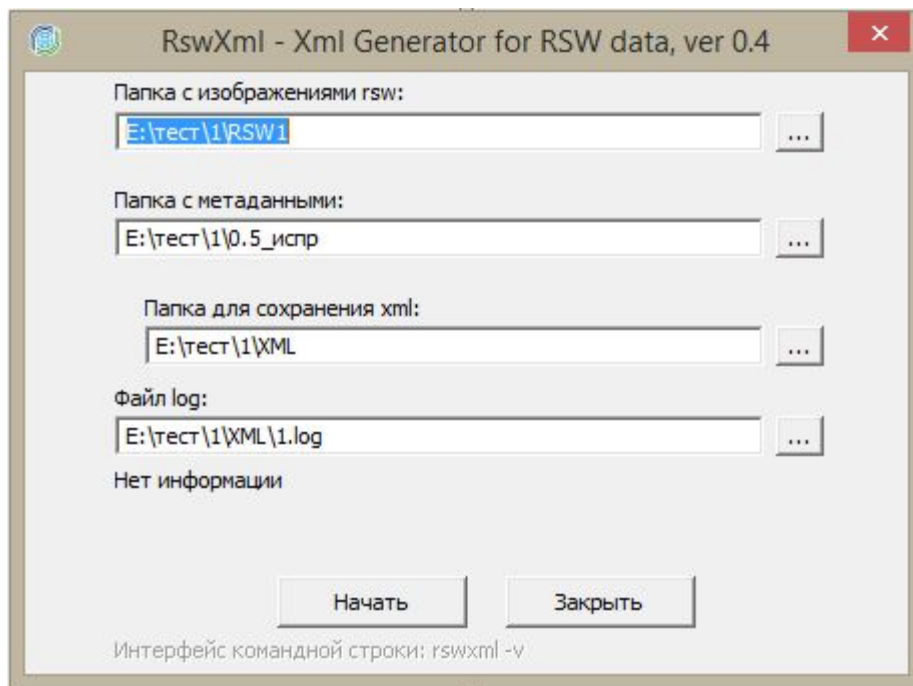 RswXml - Xml Generator for RSW data, ver 0.4
Папка с изображениями rsw:
E:\тест\1\RSW1
...
Папка с метаданными:
E:\тест\1\0.5_испр
...
Папка для сохранения xml:
E:\тест\1\XML
...
Файл log:
E:\тест\1\XML\1.log
...
Нет информации
Начать Закрыть
Интерфейс командной строки: rswxml -v